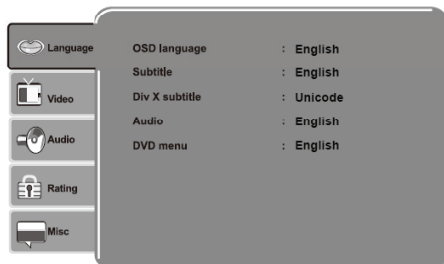 Language
Video
Audio
Rating
Misc
OSD language : English
Subtitle : English
Div X subtitle : Unicode
Audio : English
DVD menu : English